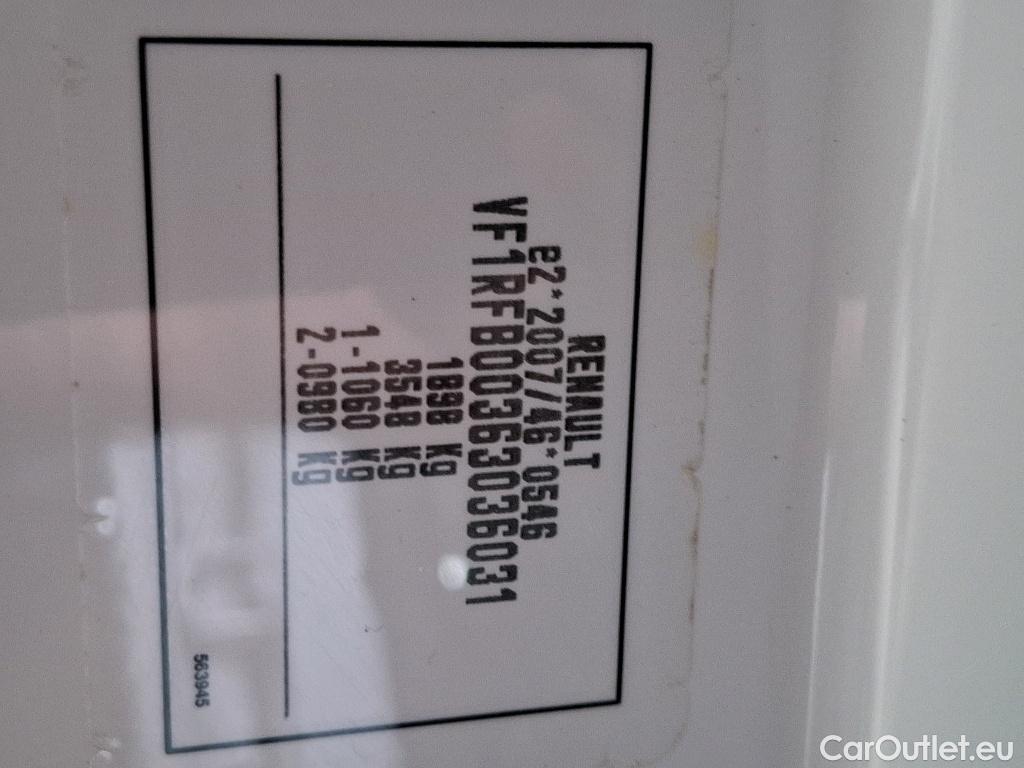 RENAULT
e2*2007/46*0546
VF1RFB00363036031
1898 kg
3548 kg
1-1060 kg
2-0980 kg
563945
CarOutlet.eu